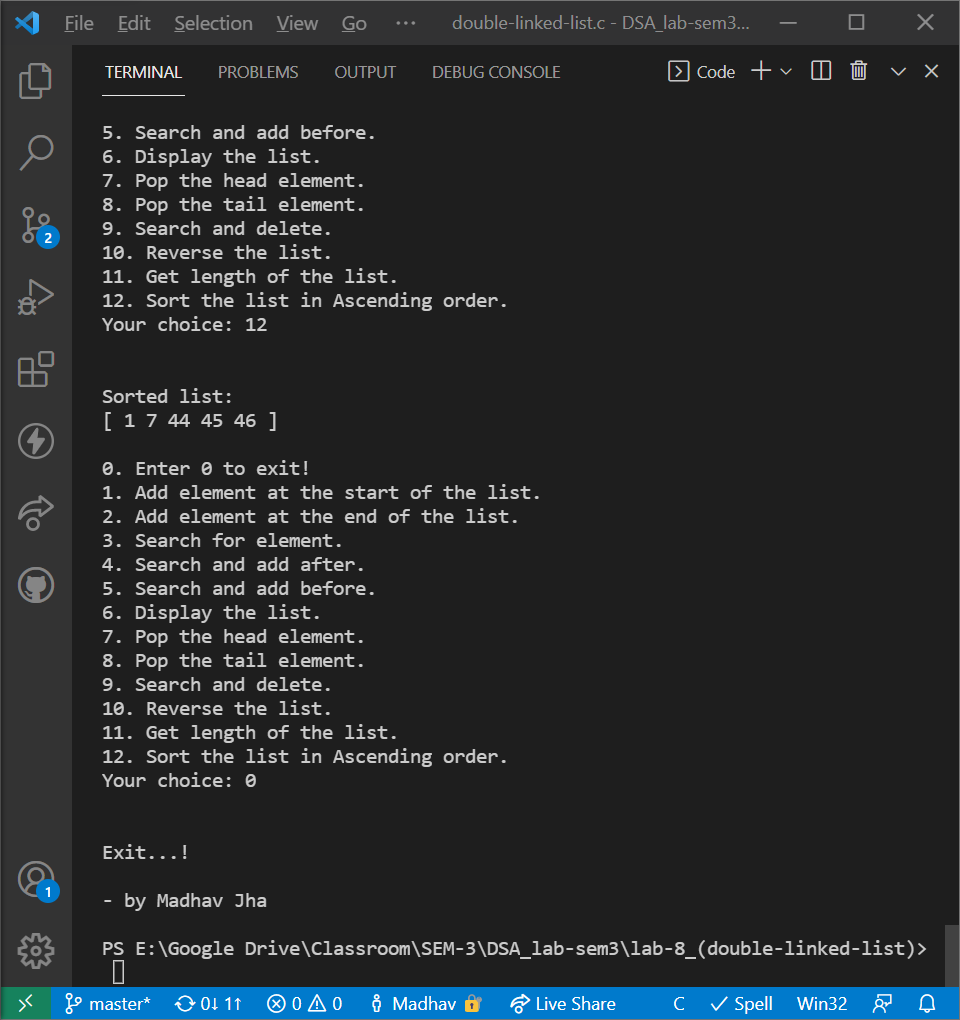 File Edit Selection View Go ··· double-linked-list.c - DSA_lab-sem3...
TERMINAL PROBLEMS OUTPUT DEBUG CONSOLE Code
5. Search and add before.
6. Display the list.
7. Pop the head element.
8. Pop the tail element.
9. Search and delete.
10. Reverse the list.
11. Get length of the list.
12. Sort the list in Ascending order.
Your choice: 12
Sorted list:
[ 1 7 44 45 46 ]
0. Enter 0 to exit!
1. Add element at the start of the list.
2. Add element at the end of the list.
3. Search for element.
4. Search and add after.
5. Search and add before.
6. Display the list.
7. Pop the head element.
8. Pop the tail element.
9. Search and delete.
10. Reverse the list.
11. Get length of the list.
12. Sort the list in Ascending order.
Your choice: 0
Exit...!
- by Madhav Jha
PS E:\Google Drive\Classroom\SEM-3\DSA_lab-sem3\lab-8_(double-linked-list)>
2
1
master* 0↓ 1↑ 0 0 Madhav Live Share C Spell Win32